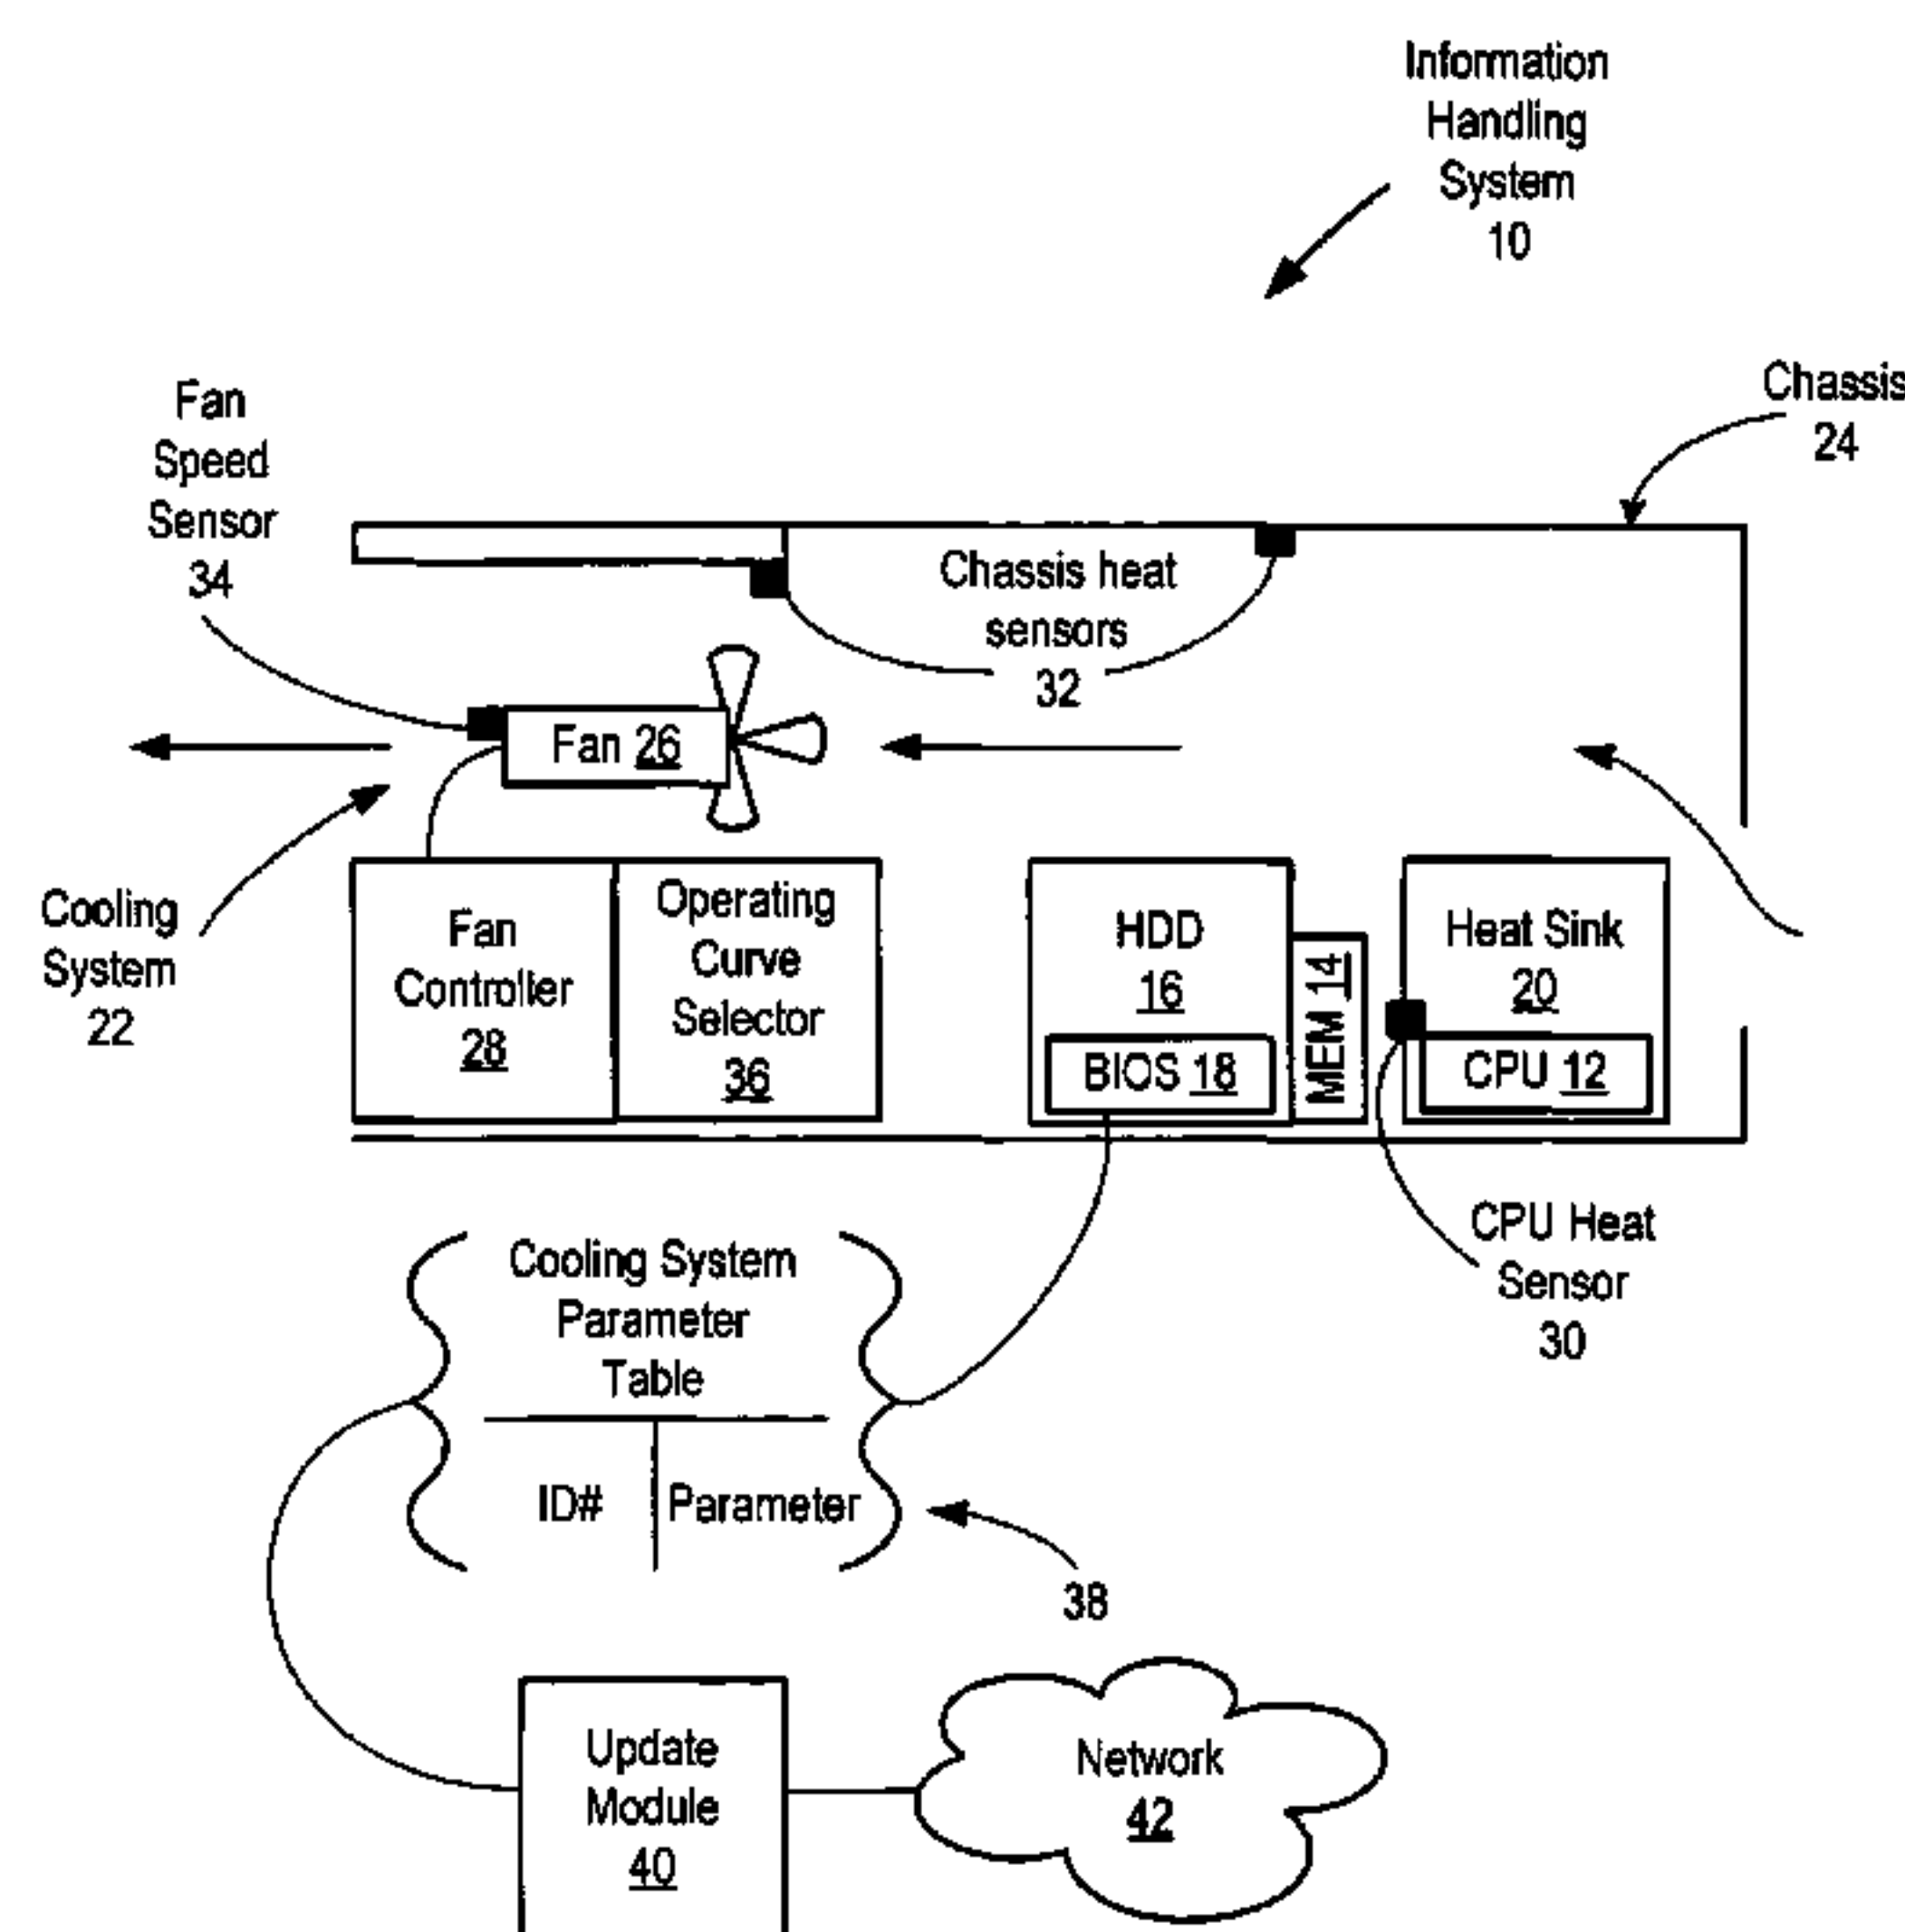 Information
Handling
System
10
Chassis
24
Fan
Speed
Sensor
34
Chassis heat
sensors
32
Fan 26
Cooling
System
22
Fan
Controller
28
Operating
Curve
Selector
36
HDD
16
BIOS 18
MEM 14
Heat Sink
20
CPU 12
CPU Heat
Sensor
30
Cooling System
Parameter
Table
ID#
Parameter
38
Update
Module
40
Network
42